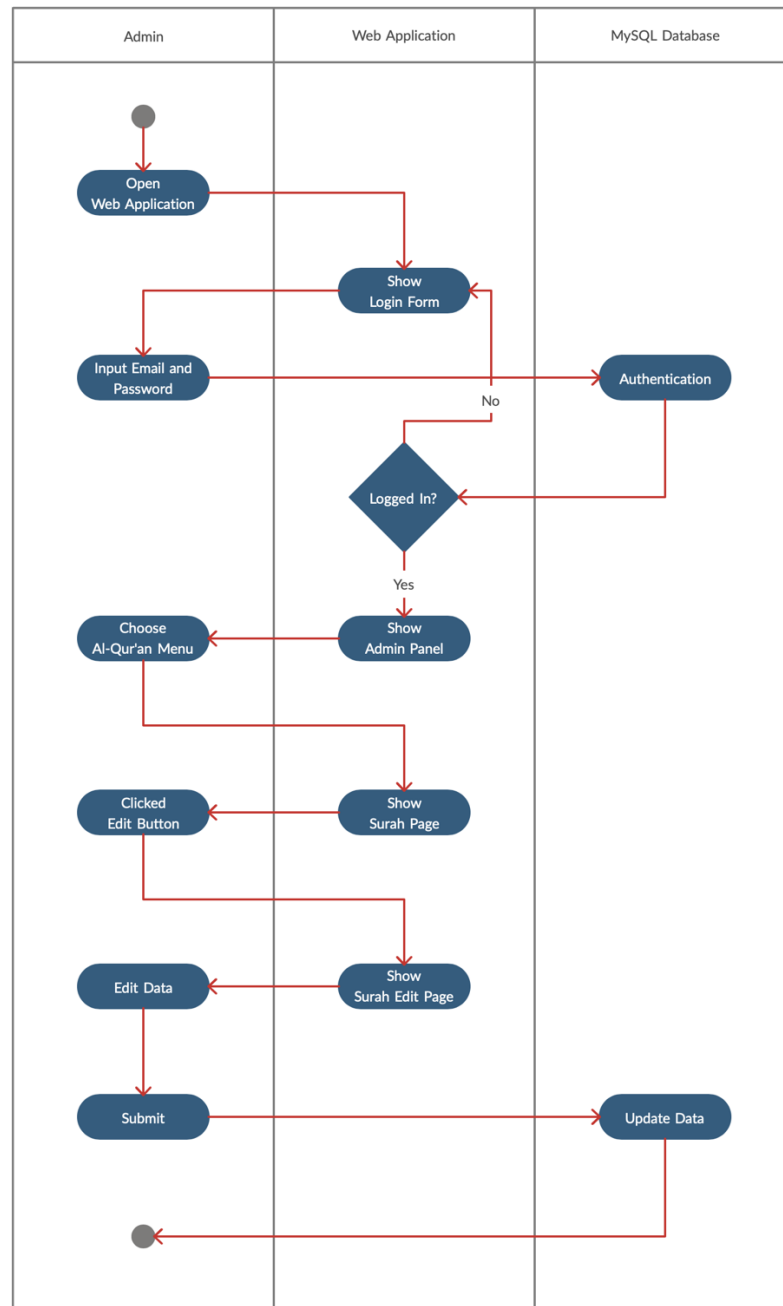 Admin
Web Application
MySQL Database
Open
Web Application
Show
Login Form
Input Email and
Password
Authentication
No
Logged In?
Yes
Choose
Al-Qur'an Menu
Show
Admin Panel
Clicked
Edit Button
Show
Surah Page
Edit Data
Show
Surah Edit Page
Submit
Update Data